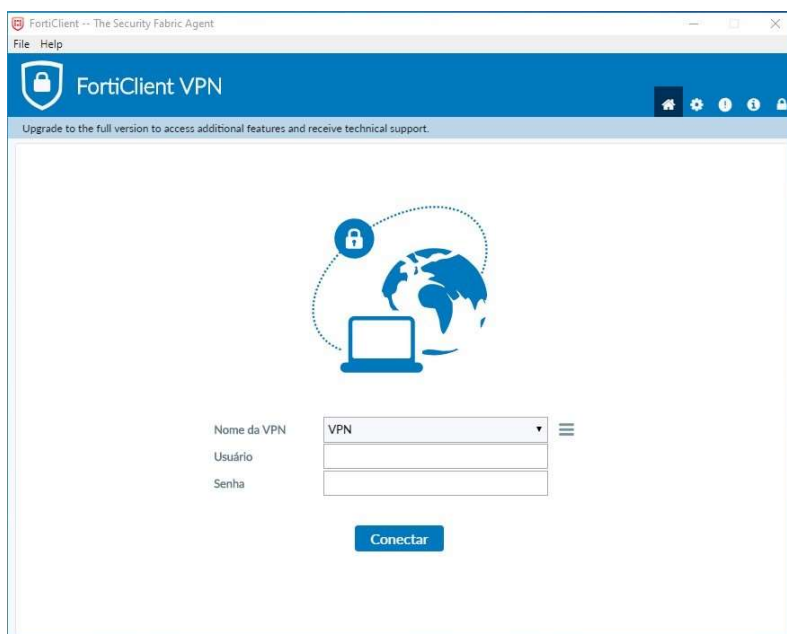 FortiClient -- The Security Fabric Agent
File Help
FortiClient VPN
Upgrade to the full version to access additional features and receive technical support.
Nome da VPN VPN
Usuário
Senha
Conectar